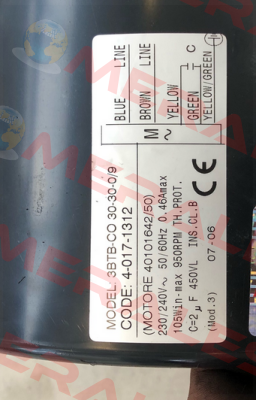 MODEL 3BTB-CO 30-30-0/9
CODE: 4-017-1312
(MOTORE 40101642/50)
230/240V~ 50/60Hz 0.46Amax
105Win-max 950RPM TH.PROT.
C=2μF 450VL INS.CL.B
(Mod.3) 07-06
CE
M~
BLUE LINE
BROWN LINE
YELLOW
GREEN C
YELLOW/GREEN